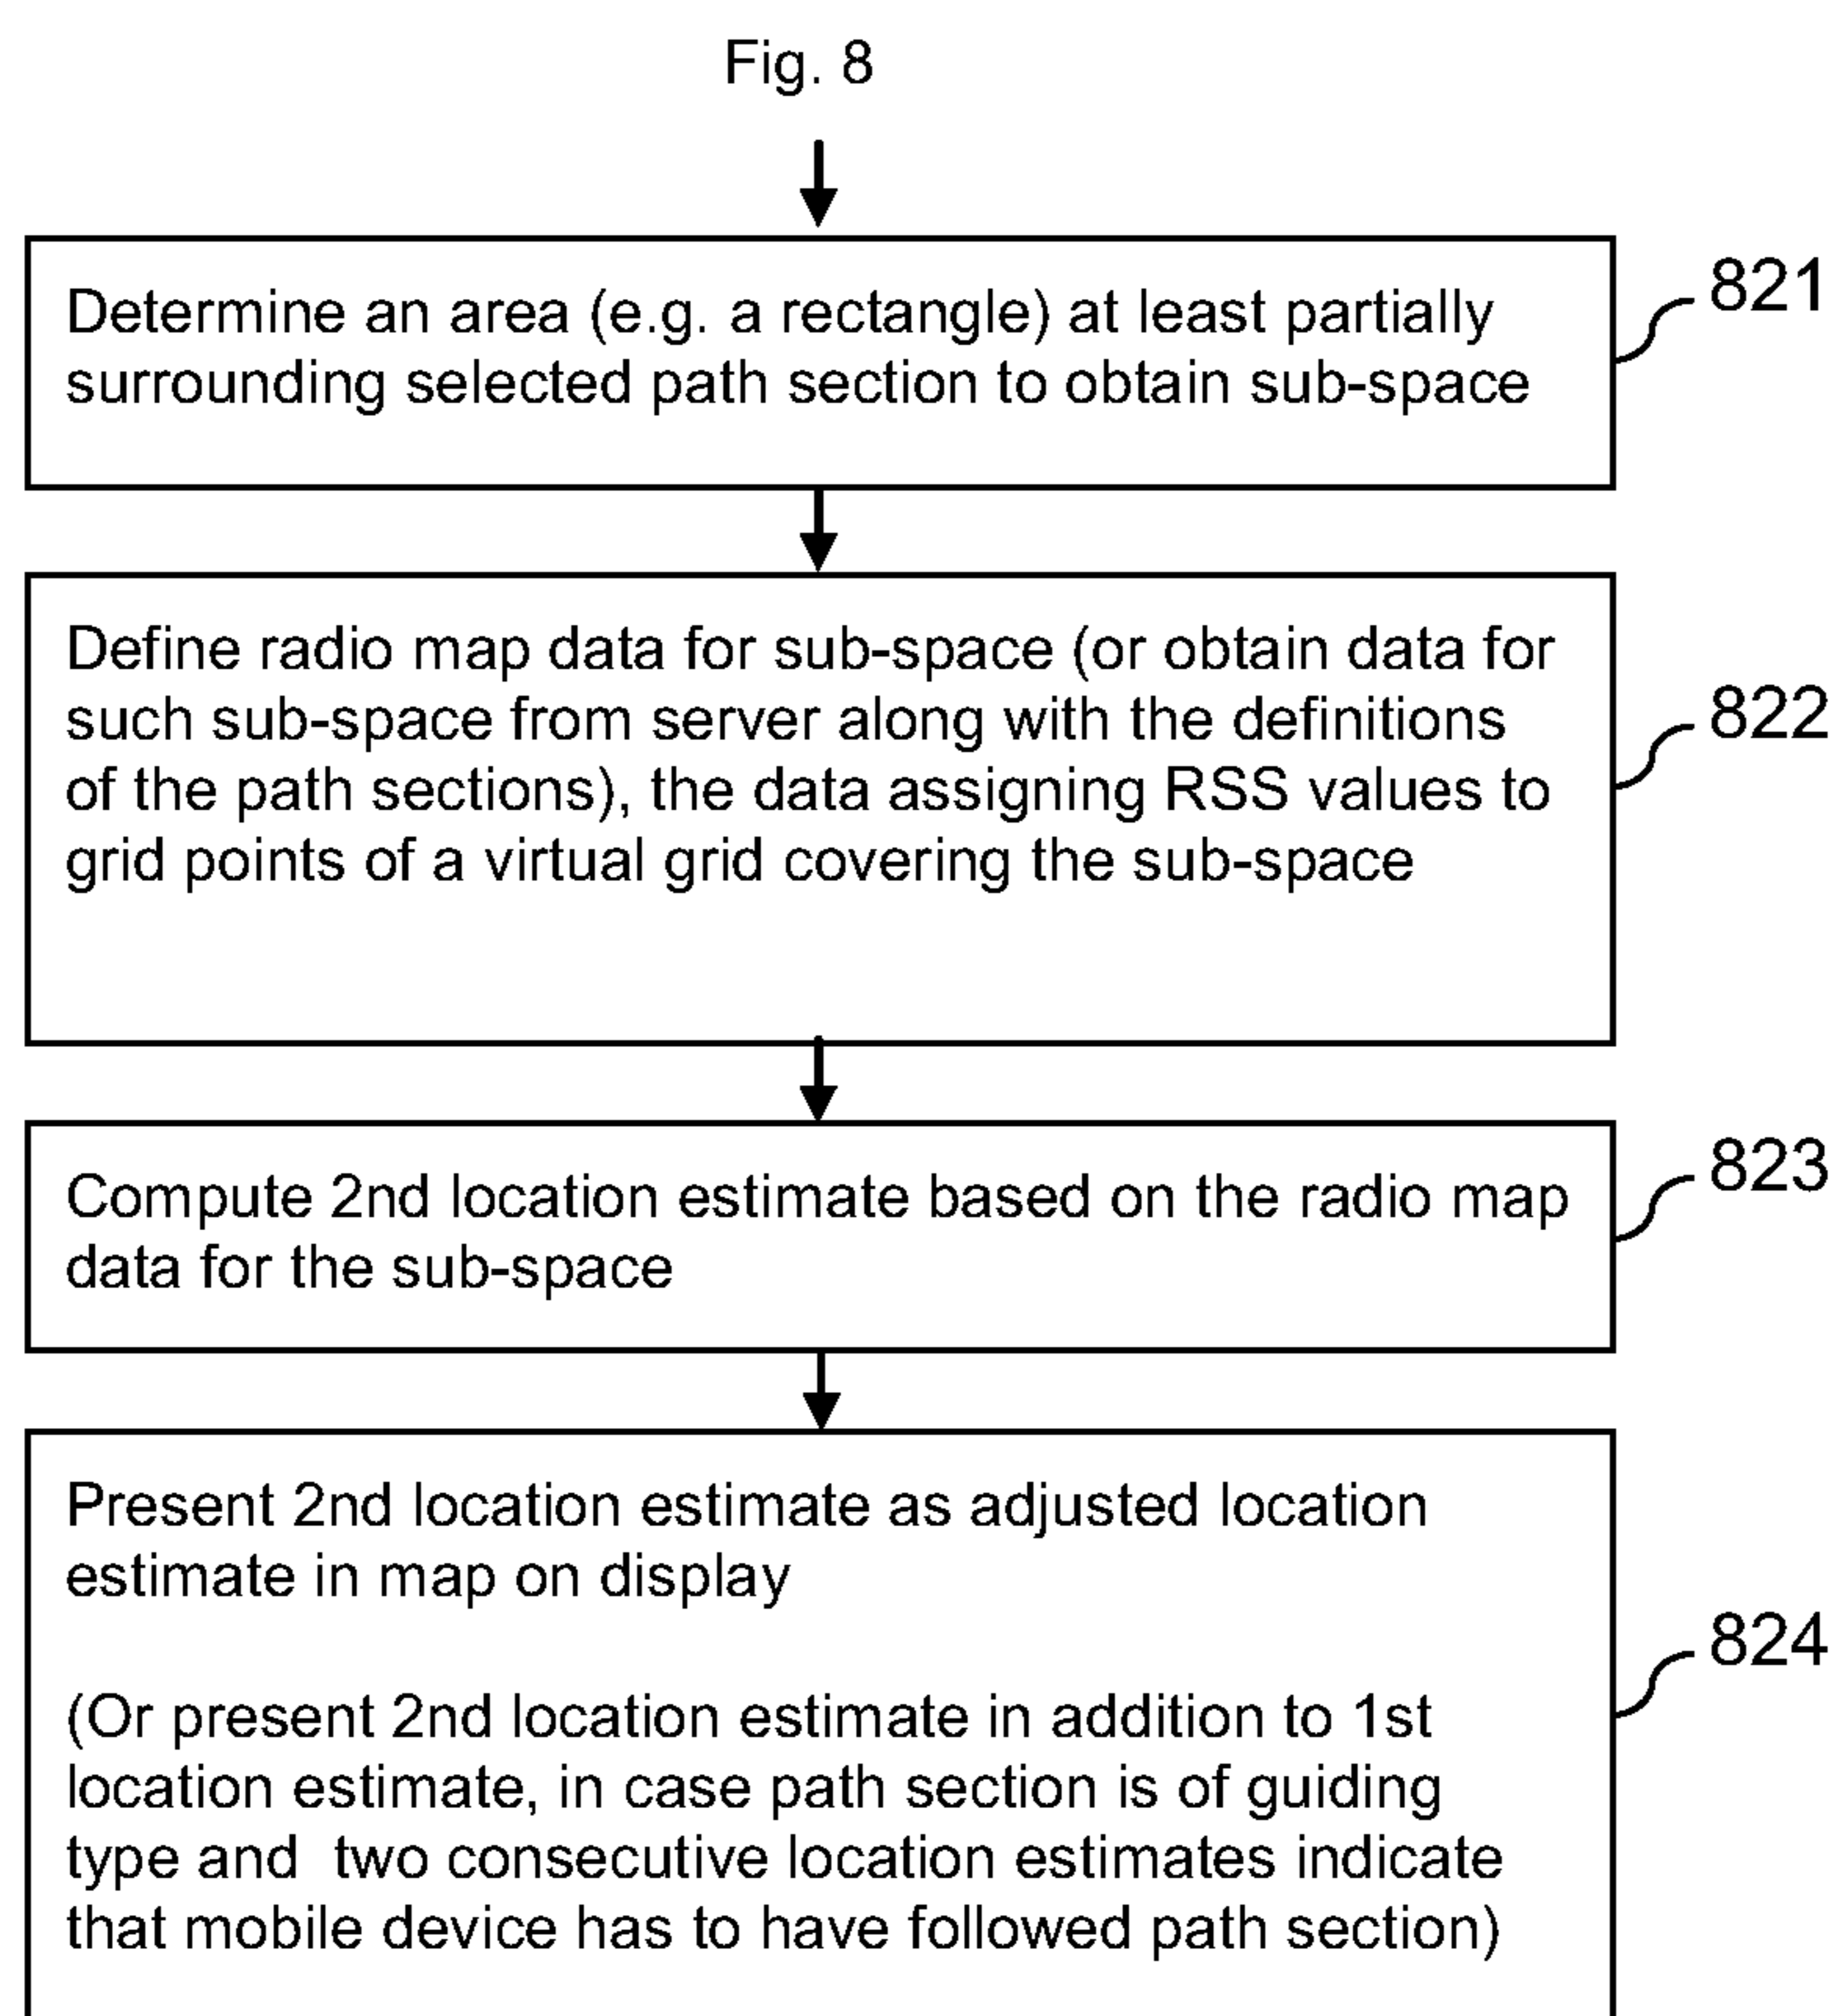 Fig. 8
Determine an area (e.g. a rectangle) at least partially
surrounding selected path section to obtain sub-space
821
Define radio map data for sub-space (or obtain data for
such sub-space from server along with the definitions
of the path sections), the data assigning RSS values to
grid points of a virtual grid covering the sub-space
822
Compute 2nd location estimate based on the radio map
data for the sub-space
823
Present 2nd location estimate as adjusted location
estimate in map on display
(Or present 2nd location estimate in addition to 1st
location estimate, in case path section is of guiding
type and  two consecutive location estimates indicate
that mobile device has to have followed path section)
824